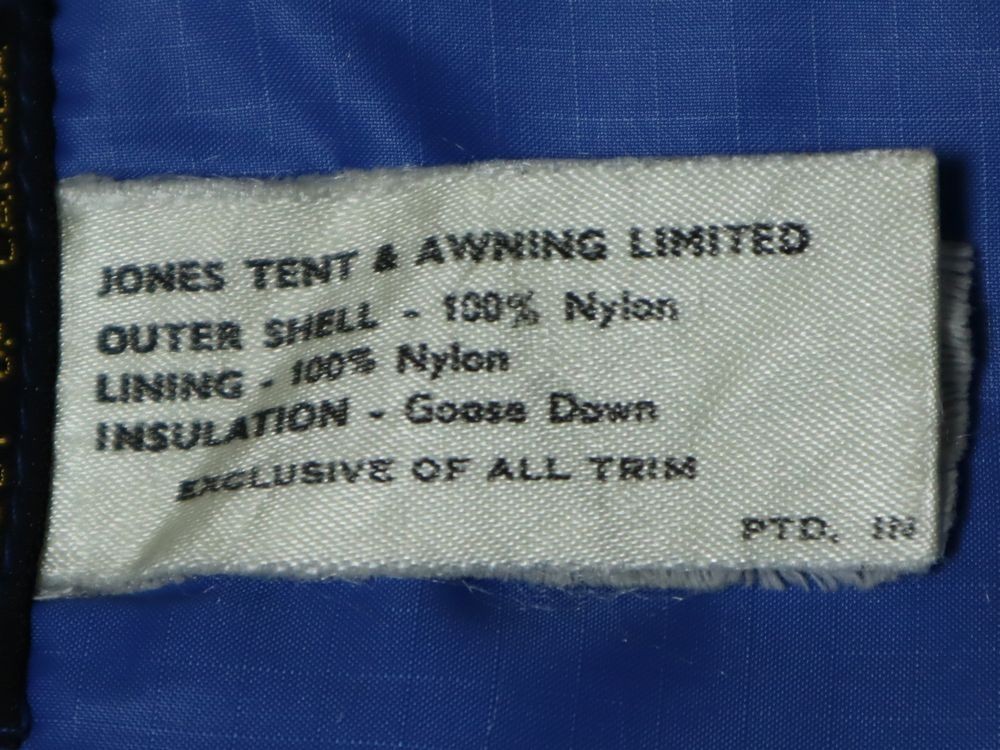 JONES TENT & AWNING LIMITED
OUTER SHELL - 100% Nylon
LINING - 100% Nylon
INSULATION - Goose Down
EXCLUSIVE OF ALL TRIM
PTD. IN